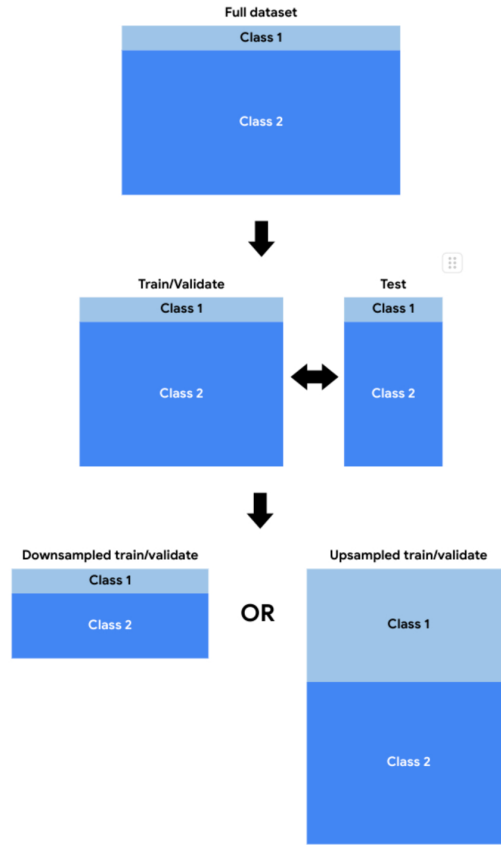 Full dataset
Class 1
Class 2
Train/Validate
Test
Class 1
Class 1
Class 2
Class 2
Downsampled train/validate
Upsampled train/validate
Class 1
Class 2
OR
Class 1
Class 2